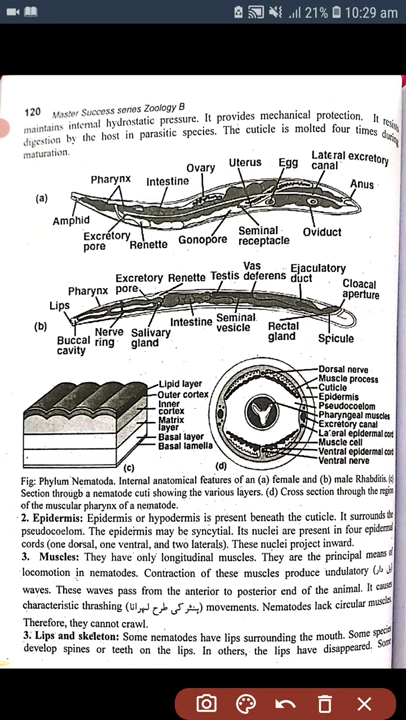 21% 10:29 am
120 Master Success series Zoology B
maintains internal hydrostatic pressure. It provides mechanical protection. It resists
digestion by the host in parasitic species. The cuticle is molted four times during
maturation.
Pharynx
Intestine
Ovary
Uterus
Egg
Lateral excretory
canal
Anus
(a)
Amphid
Excretory
pore
Renette
Gonopore
Seminal
receptacle
Oviduct
Lips
Pharynx
Excretory
pore
Renette
Testis
Vas
deferens
Ejaculatory
duct
Cloacal
aperture
(b)
Buccal
cavity
Nerve
ring
Salivary
gland
Intestine
Seminal
vesicle
Rectal
gland
Spicule
Lipid layer
Outer cortex
Inner
cortex
Matrix
layer
Basal layer
Basal lamella
(c)
Dorsal nerve
Muscle process
Cuticle
Epidermis
Pseudocoelom
Pharyngeal muscles
Excretory canal
La'eral epidermal cord
Muscle cell
Ventral epidermal cord
Ventral nerve
(d)
Fig: Phylum Nematoda. Internal anatomical features of an (a) female and (b) male Rhabditis. (c)
Section througb a nematode cuti showing the various layers. (d) Cross section through the region
of the muscular pharynx of a nematode.
2. Epidermis: Epidermis or hypodermis is present beneath the cuticle. It surrounds the
pseudocoelom. The epidermis may be syncytial. Its nuclei are present in four epidermal
cords (one dorsal, one ventral, and two laterals). These nuclei project inward.
3. Muscles: They have only longitudinal muscles. They are the principal means of
locomotion in nematodes. Contraction of these muscles produce undulatory (بل دار)
waves. These waves pass from the anterior to posterior end of the animal. It causes
characteristic thrashing (ہنٹر کی طرح لہرانا) movements. Nematodes lack circular muscles
Therefore, they cannot crawl.
3. Lips and skeleton: Some nematodes have lips surrounding the mouth. Some species
develop spines or teeth on the lips. In others, the lips have disappeared. Some